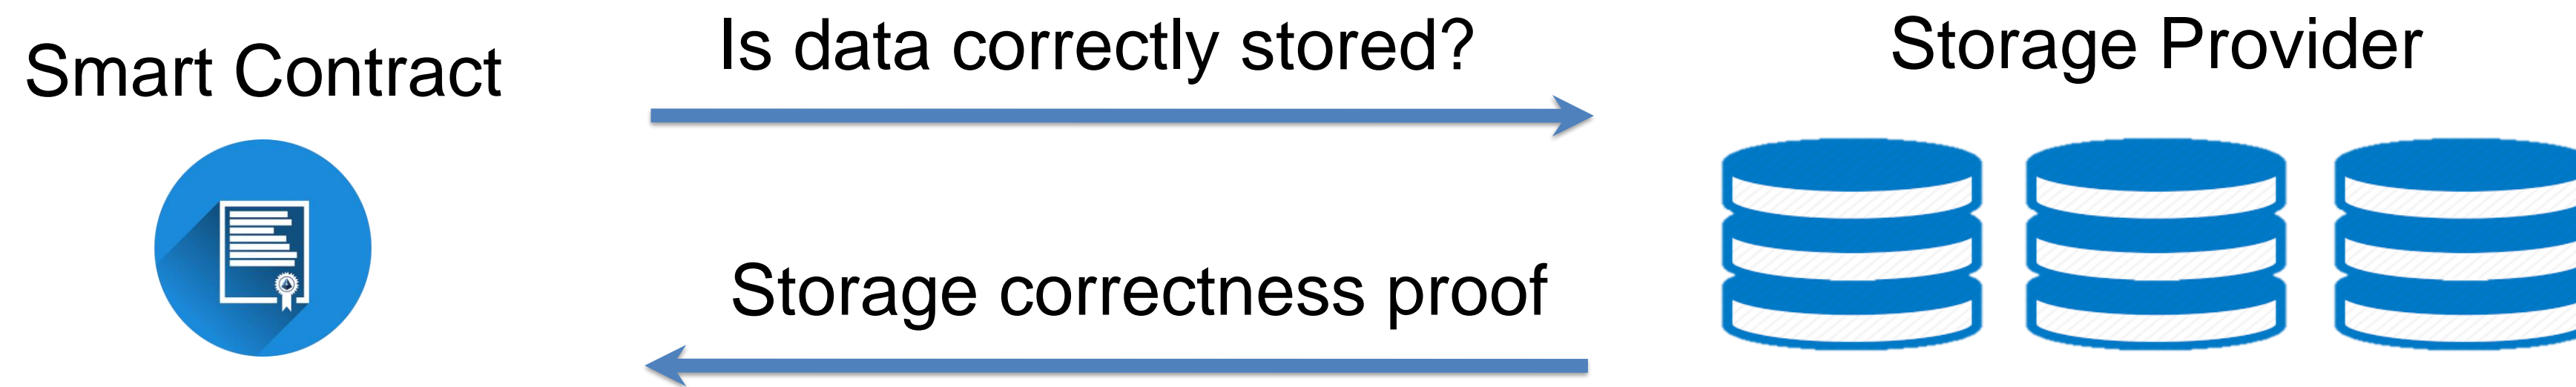 Smart Contract
Is data correctly stored?
Storage Provider
Storage correctness proof